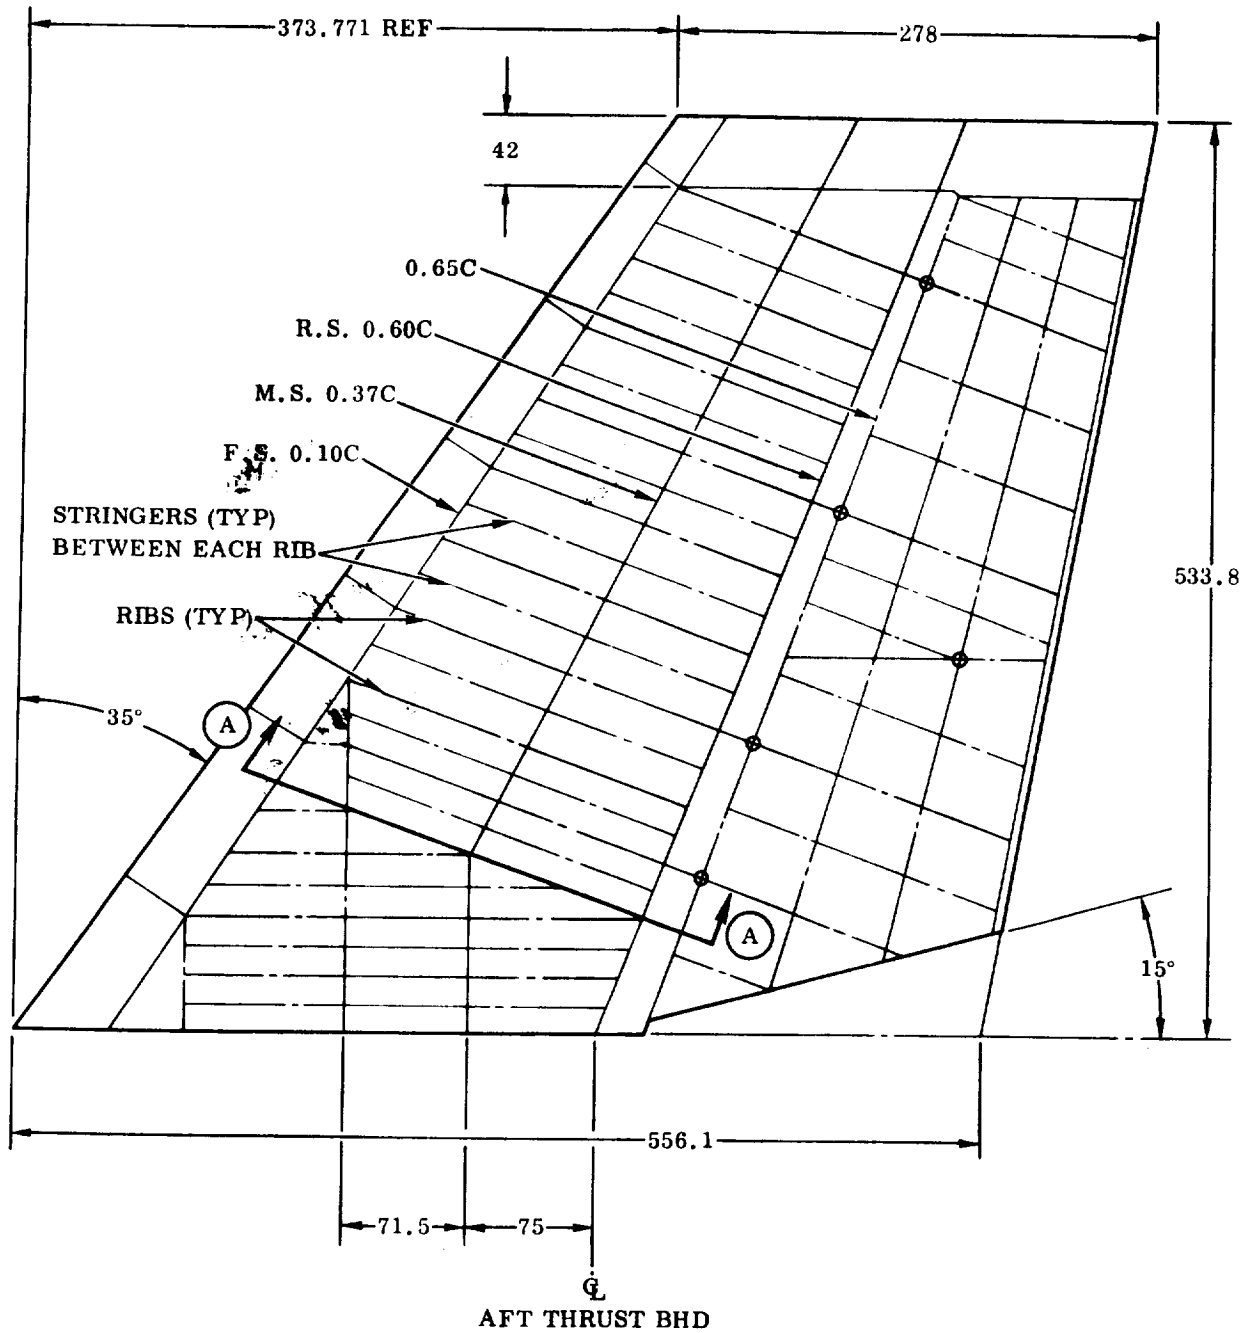 373.771 REF
278
42
0.65C
R.S. 0.60C
M.S. 0.37C
F.S. 0.10C
M
STRINGERS (TYP)
BETWEEN EACH RIB
533.8
RIBS (TYP)
35°
A
A
15°
556.1
71.5
75
℄
AFT THRUST BHD